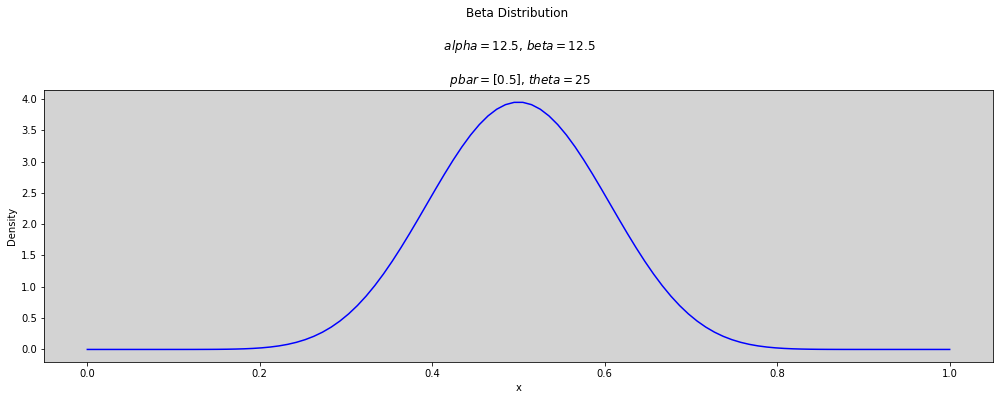 Beta Distribution
alpha = 12.5, beta = 12.5
pbar = [0.5], theta = 25
4.0
3.5
3.0
2.5
2.0
1.5
1.0
0.5
0.0
Density
0.0 0.2 0.4 0.6 0.8 1.0
x